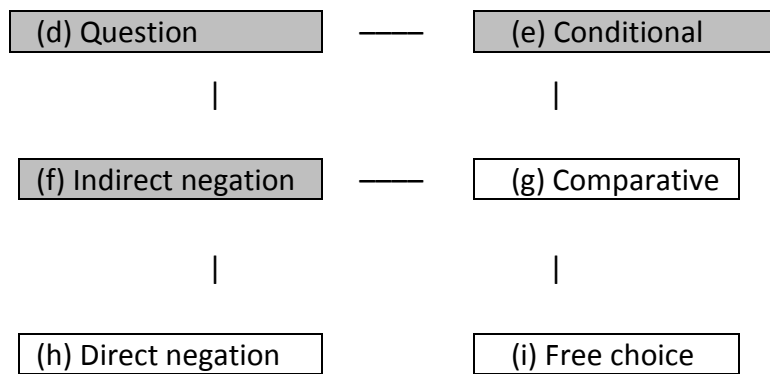 (d) Question (e) Conditional
(f) Indirect negation (g) Comparative
(h) Direct negation (i) Free choice